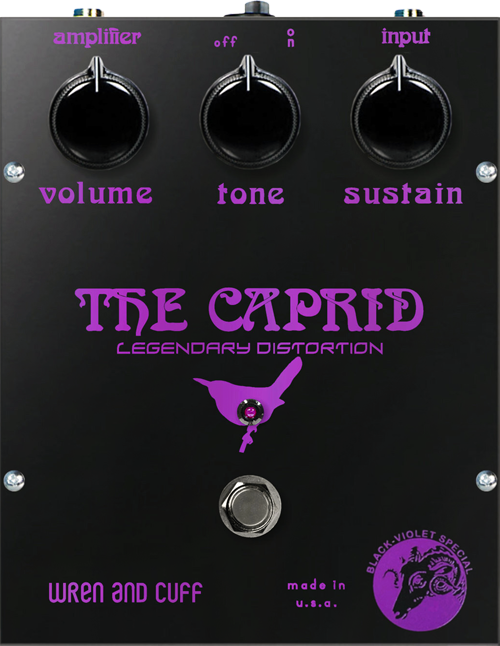 amplifier off on input
volume tone sustain
THE CAPRID
LEGENDARY DISTORTION
BLACK-VIOLET SPECIAL
WREN AND CUFF
made in
u.s.a.